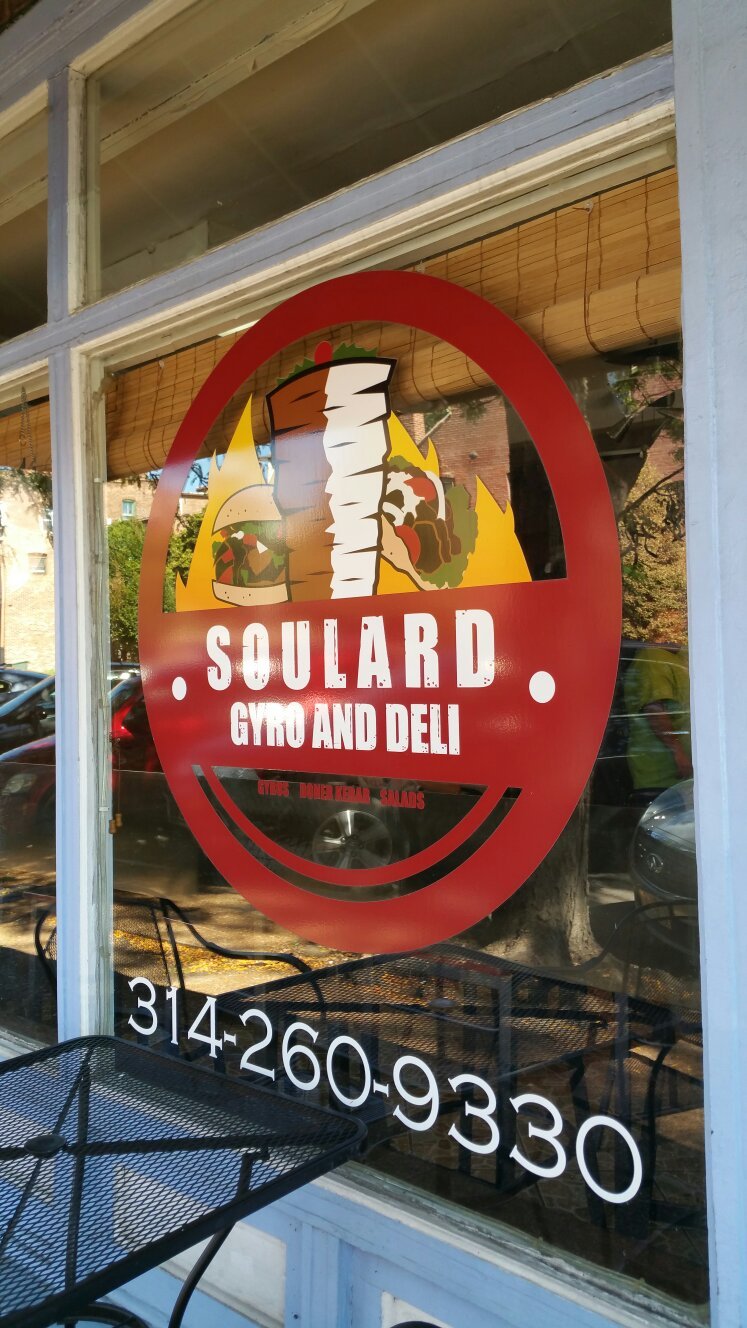 SOULARD
GYRO AND DELI
GYROS DONER KEBAB SALADS
314-260-9330